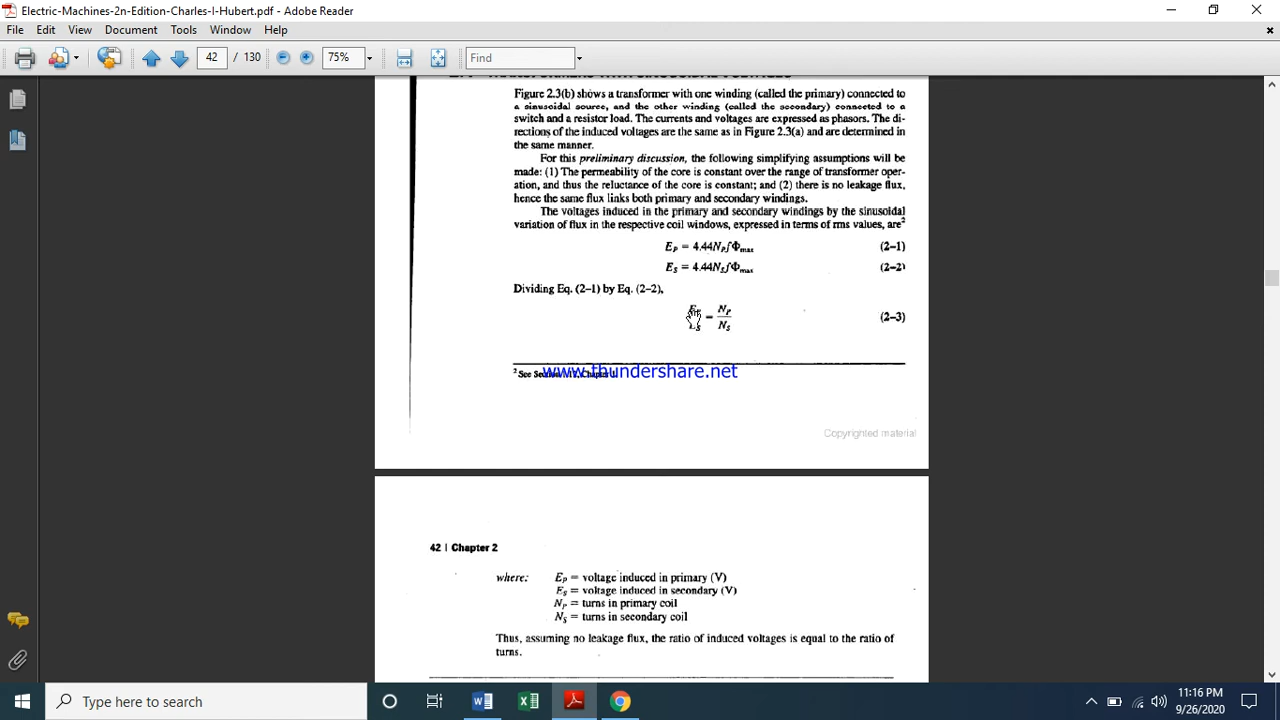 Electric-Machines-2n-Edition-Charles-I-Hubert.pdf - Adobe Reader
File Edit View Document Tools Window Help
42 / 130 75% Find
Figure 2.3(b) shows a transformer with one winding (called the primary) connected to
a sinusoidal source, and the other winding (called the secondary) connected to a
switch and a resistor load. The currents and voltages are expressed as phasors. The di-
rections of the induced voltages are the same as in Figure 2.3(a) and are determined in
the same manner.
For this preliminary discussion, the following simplifying assumptions will be
made: (1) The permeability of the core is constant over the range of transformer oper-
ation, and thus the reluctance of the core is constant; and (2) there is no leakage flux,
hence the same flux links both primary and secondary windings.
The voltages induced in the primary and secondary windings by the sinusoidal
variation of flux in the respective coil windows, expressed in terms of rms values, are²
E_P = 4.44N_P fΦ_max (2–1)
E_S = 4.44N_S fΦ_max (2–2)
Dividing Eq. (2–1) by Eq. (2–2),
= N_P / N_S (2–3)
www.thundershare.net
² See Chapter
Copyrighted material
42 | Chapter 2
where: E_P = voltage induced in primary (V)
E_S = voltage induced in secondary (V)
N_P = turns in primary coil
N_S = turns in secondary coil
Thus, assuming no leakage flux, the ratio of induced voltages is equal to the ratio of
turns.
Type here to search
11:16 PM
9/26/2020